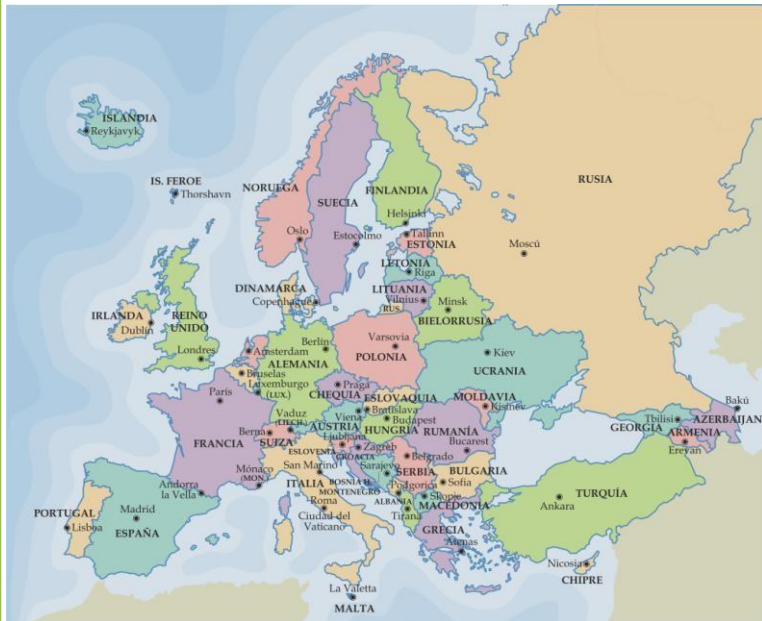 ISLANDIA
Reykjavyk
IS. FEROE
Thorshavn
NORUEGA
SUECIA
FINLANDIA
RUSIA
Helsinki
Oslo
Estocolmo
Talann
ESTONIA
Moscú
LETONIA
Riga
DINAMARCA
Copenhague
LITUANIA
Vilnius
RUS.
Minsk
BIELORRUSIA
IRLANDA
Dublín
REINO
UNIDO
Londres
Amsterdam
Berlín
ALEMANIA
Varsovia
POLONIA
Kiev
UCRANIA
Bruselas
Luxemburgo
(LUX.)
París
Praga
CHEQUIA
ESLOVAQUIA
Bratislava
Viena
Budapest
MOLDAVIA
Kisinev
Vaduz
(LIECH.)
AUSTRIA
HUNGRIA
Berna
SUIZA
FRANCIA
Ljubljana
ESLOVENIA
Zagreb
CROACIA
RUMANÍA
Bucarest
Belgrado
SERBIA
Sarajevo
BOSNIA H.
MONTENEGRO
Podgorica
BULGARIA
Sofia
Skopje
MACEDONIA
ALBANIA
Tirana
Mónaco
(MON.)
San Marino
ITALIA
Roma
Ciudad del
Vaticano
Andorra
la Vella
PORTUGAL
Lisboa
Madrid
ESPAÑA
GRECIA
Atenas
TURQUÍA
Ankara
Tbilisi
GEORGIA
Bakú
AZERBAIJAN
ARMENIA
Ereván
Nicosia
CHIPRE
La Valetta
MALTA